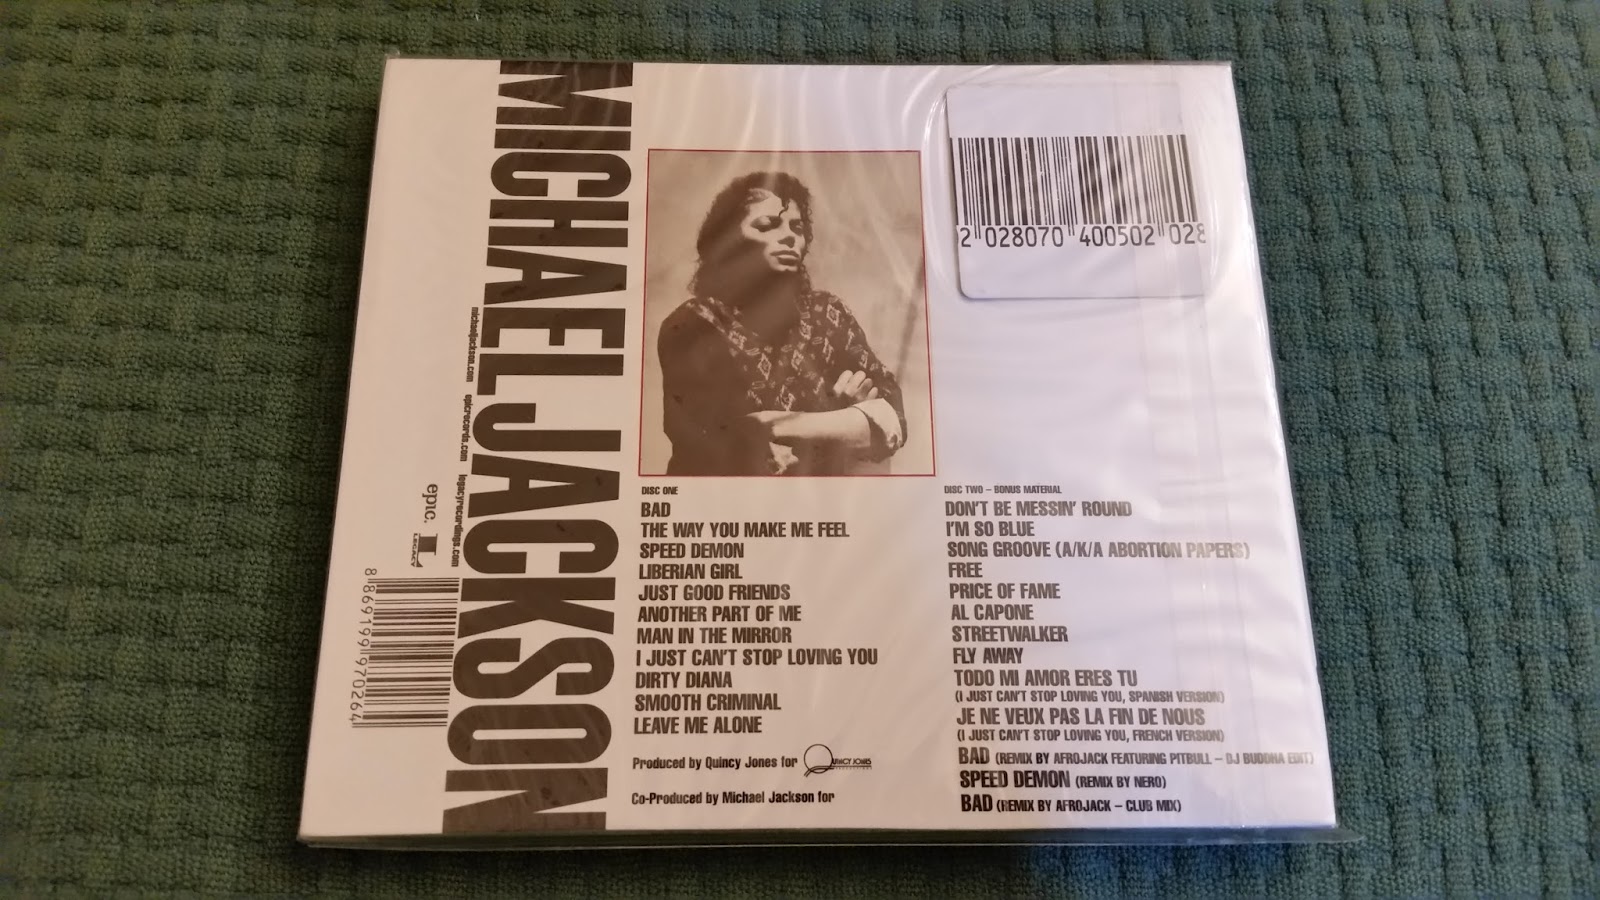 MICHAEL JACKSON
michaeljackson.com epicrecords.com legacyrecordings.com
epic.
L
LEGACY
8 86919 97026 4
2 028070 400502 028
DISC ONE
BAD
THE WAY YOU MAKE ME FEEL
SPEED DEMON
LIBERIAN GIRL
JUST GOOD FRIENDS
ANOTHER PART OF ME
MAN IN THE MIRROR
I JUST CAN'T STOP LOVING YOU
DIRTY DIANA
SMOOTH CRIMINAL
LEAVE ME ALONE
Produced by Quincy Jones for QUINCY JONES PRODUCTIONS
Co-Produced by Michael Jackson for
DISC TWO – BONUS MATERIAL
DON'T BE MESSIN' ROUND
I'M SO BLUE
SONG GROOVE (A/K/A ABORTION PAPERS)
FREE
PRICE OF FAME
AL CAPONE
STREETWALKER
FLY AWAY
TODO MI AMOR ERES TU
(I JUST CAN'T STOP LOVING YOU, SPANISH VERSION)
JE NE VEUX PAS LA FIN DE NOUS
(I JUST CAN'T STOP LOVING YOU, FRENCH VERSION)
BAD (REMIX BY AFROJACK FEATURING PITBULL – DJ BUDDHA EDIT)
SPEED DEMON (REMIX BY NERO)
BAD (REMIX BY AFROJACK – CLUB MIX)